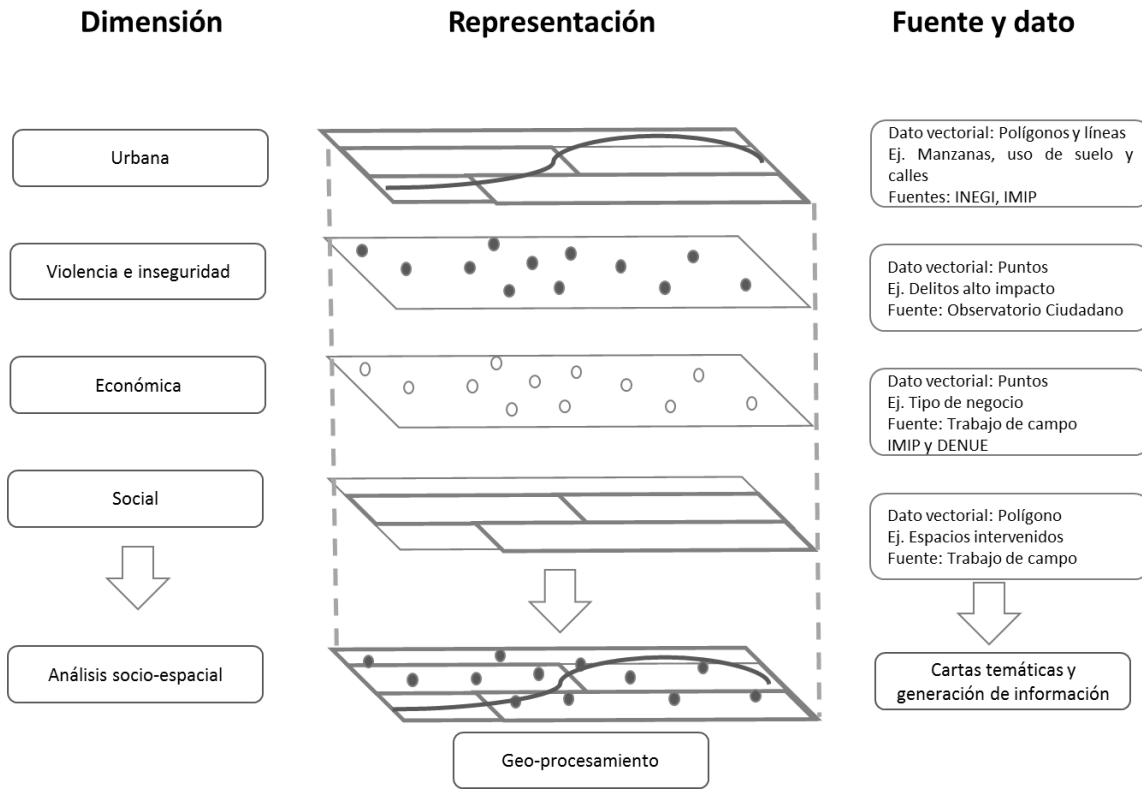 Dimensión
Representación
Fuente y dato
Urbana
Dato vectorial: Polígonos y líneas
Ej. Manzanas, uso de suelo y
calles
Fuentes: INEGI, IMIP
Violencia e inseguridad
Dato vectorial: Puntos
Ej. Delitos alto impacto
Fuente: Observatorio Ciudadano
Económica
Dato vectorial: Puntos
Ej. Tipo de negocio
Fuente: Trabajo de campo
IMIP y DENUE
Social
Dato vectorial: Polígono
Ej. Espacios intervenidos
Fuente: Trabajo de campo
Análisis socio-espacial
Cartas temáticas y
generación de información
Geo-procesamiento